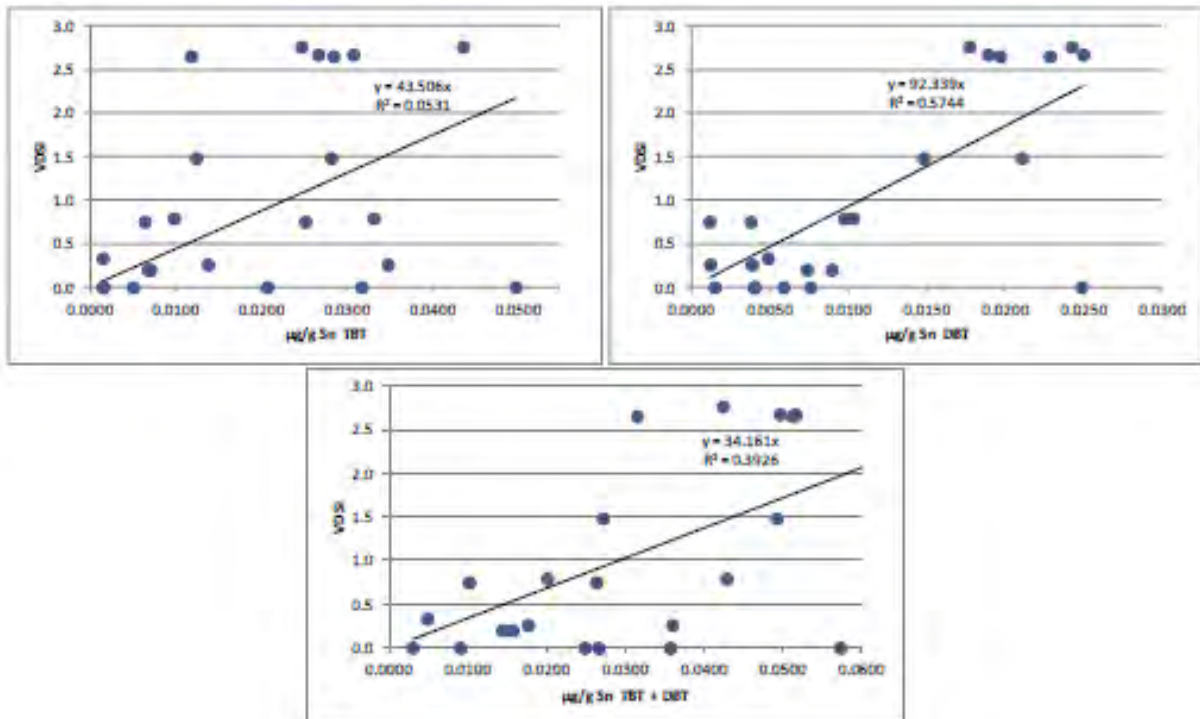 3.0
2.5
2.0
1.5
1.0
0.5
0.0
VDSI
y = 43.506x
R² = 0.0531
0.0000 0.0100 0.0200 0.0300 0.0400 0.0500
µg/g Sn TBT
3.0
2.5
2.0
1.5
1.0
0.5
0.0
VDSI
y = 92.339x
R² = 0.5744
0.0000 0.0050 0.0100 0.0150 0.0200 0.0250 0.0300
µg/g Sn DBT
3.0
2.5
2.0
1.5
1.0
0.5
0.0
VDSI
y = 34.161x
R² = 0.3926
0.0000 0.0100 0.0200 0.0300 0.0400 0.0500 0.0600
µg/g Sn TBT + DBT